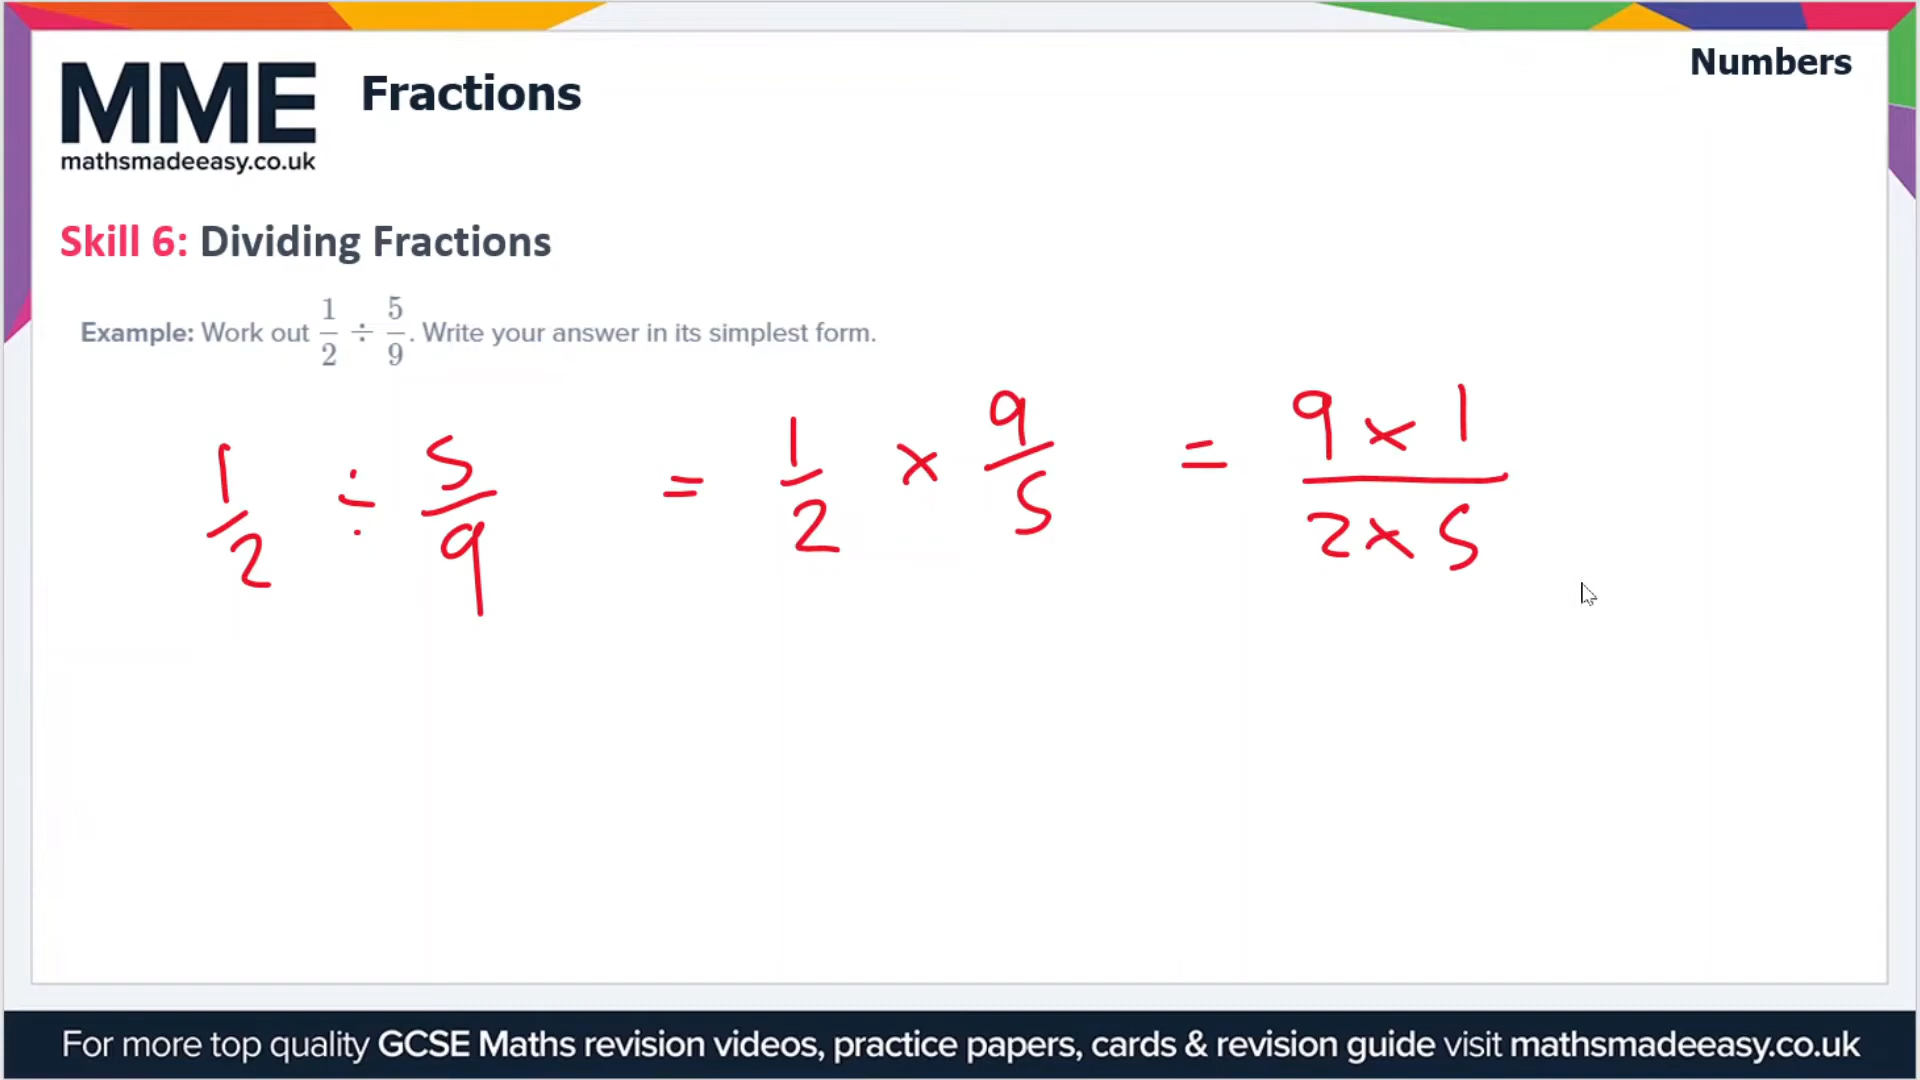 MME
mathsmadeeasy.co.uk
Fractions
Numbers
Skill 6: Dividing Fractions
Example: Work out 1/2 ÷ 5/9. Write your answer in its simplest form.
1/2 ÷ 5/9 = 1/2 × 9/5 = 9 × 1 / 2 × 5
For more top quality GCSE Maths revision videos, practice papers, cards & revision guide visit mathsmadeeasy.co.uk